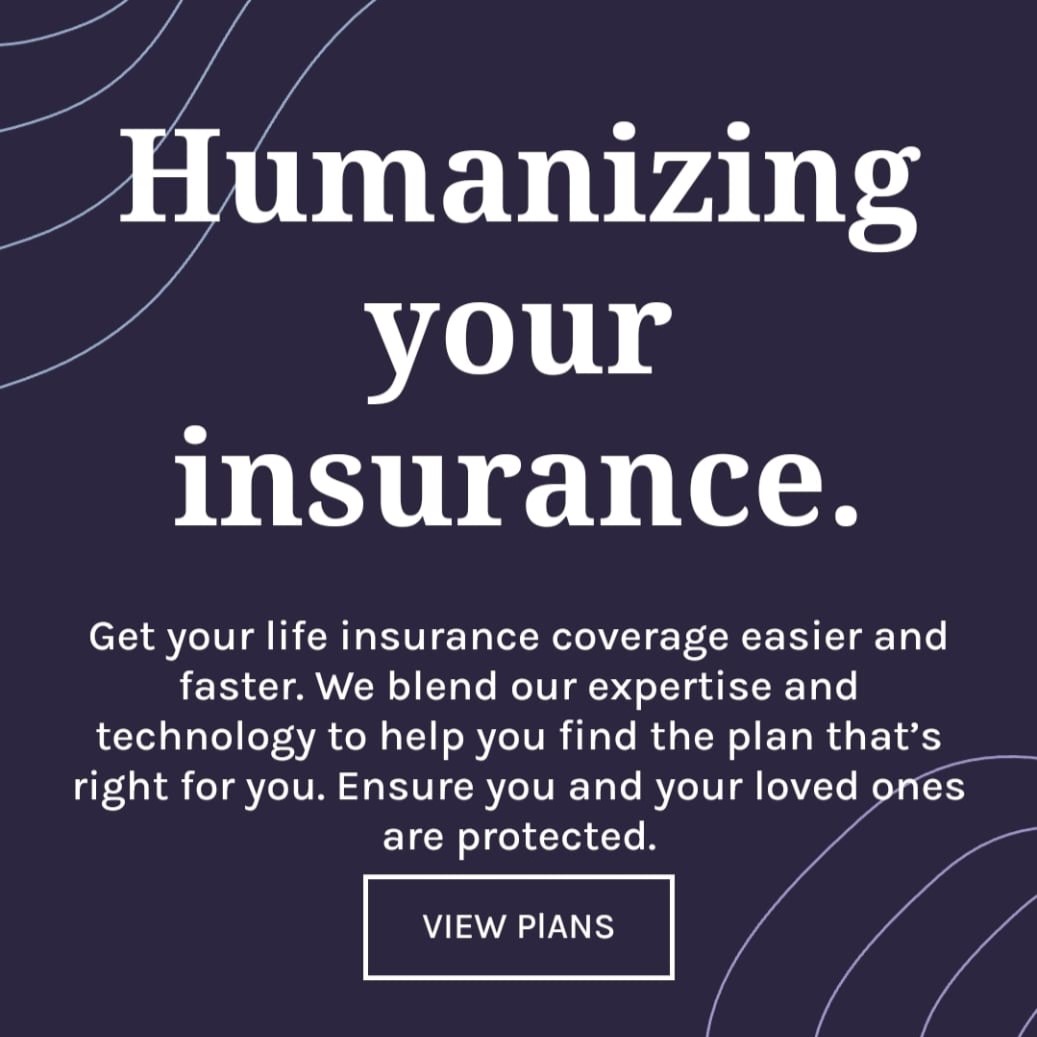 Humanizing
your
insurance.
Get your life insurance coverage easier and
faster. We blend our expertise and
technology to help you find the plan that’s
right for you. Ensure you and your loved ones
are protected.
VIEW PlANS